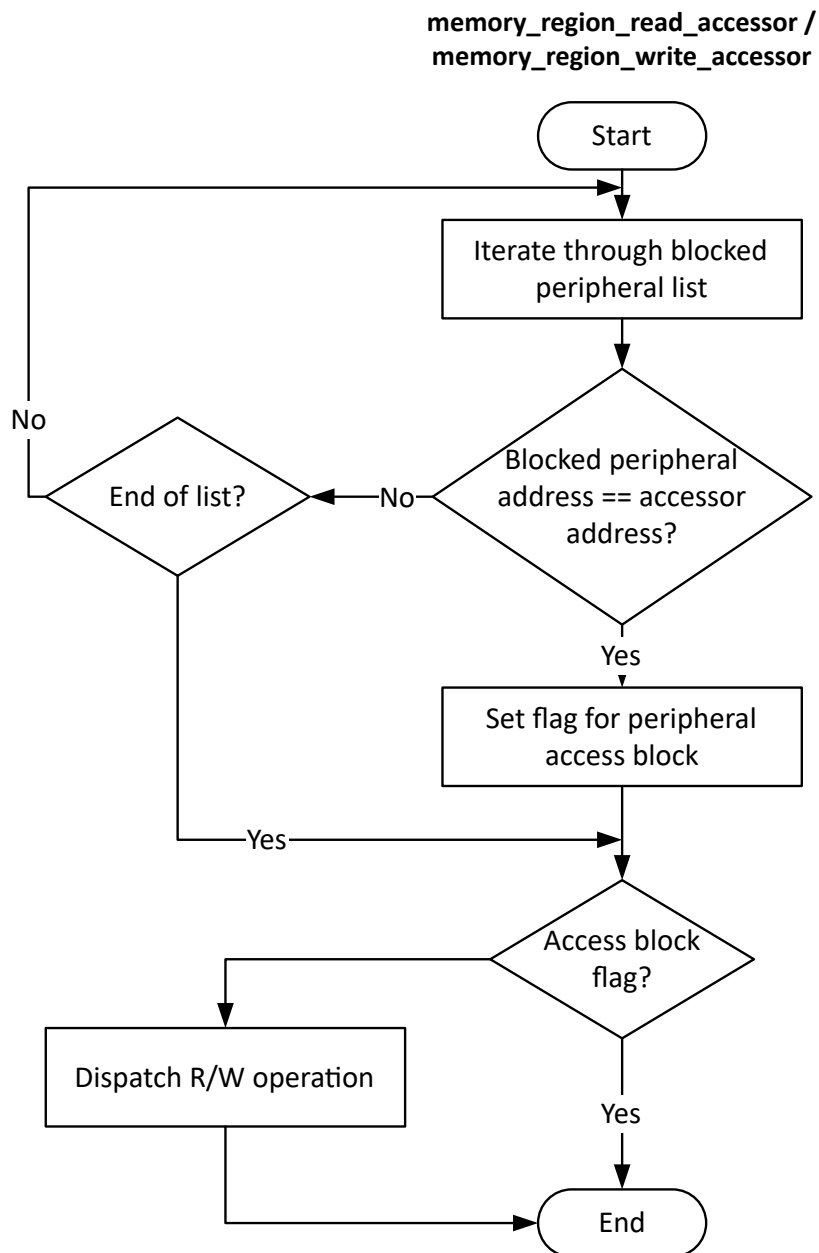 memory_region_read_accessor /
memory_region_write_accessor
Start
Iterate through blocked
peripheral list
No
End of list?
No
Blocked peripheral
address == accessor
address?
Yes
Set flag for peripheral
access block
Yes
Access block
flag?
Dispatch R/W operation
Yes
End